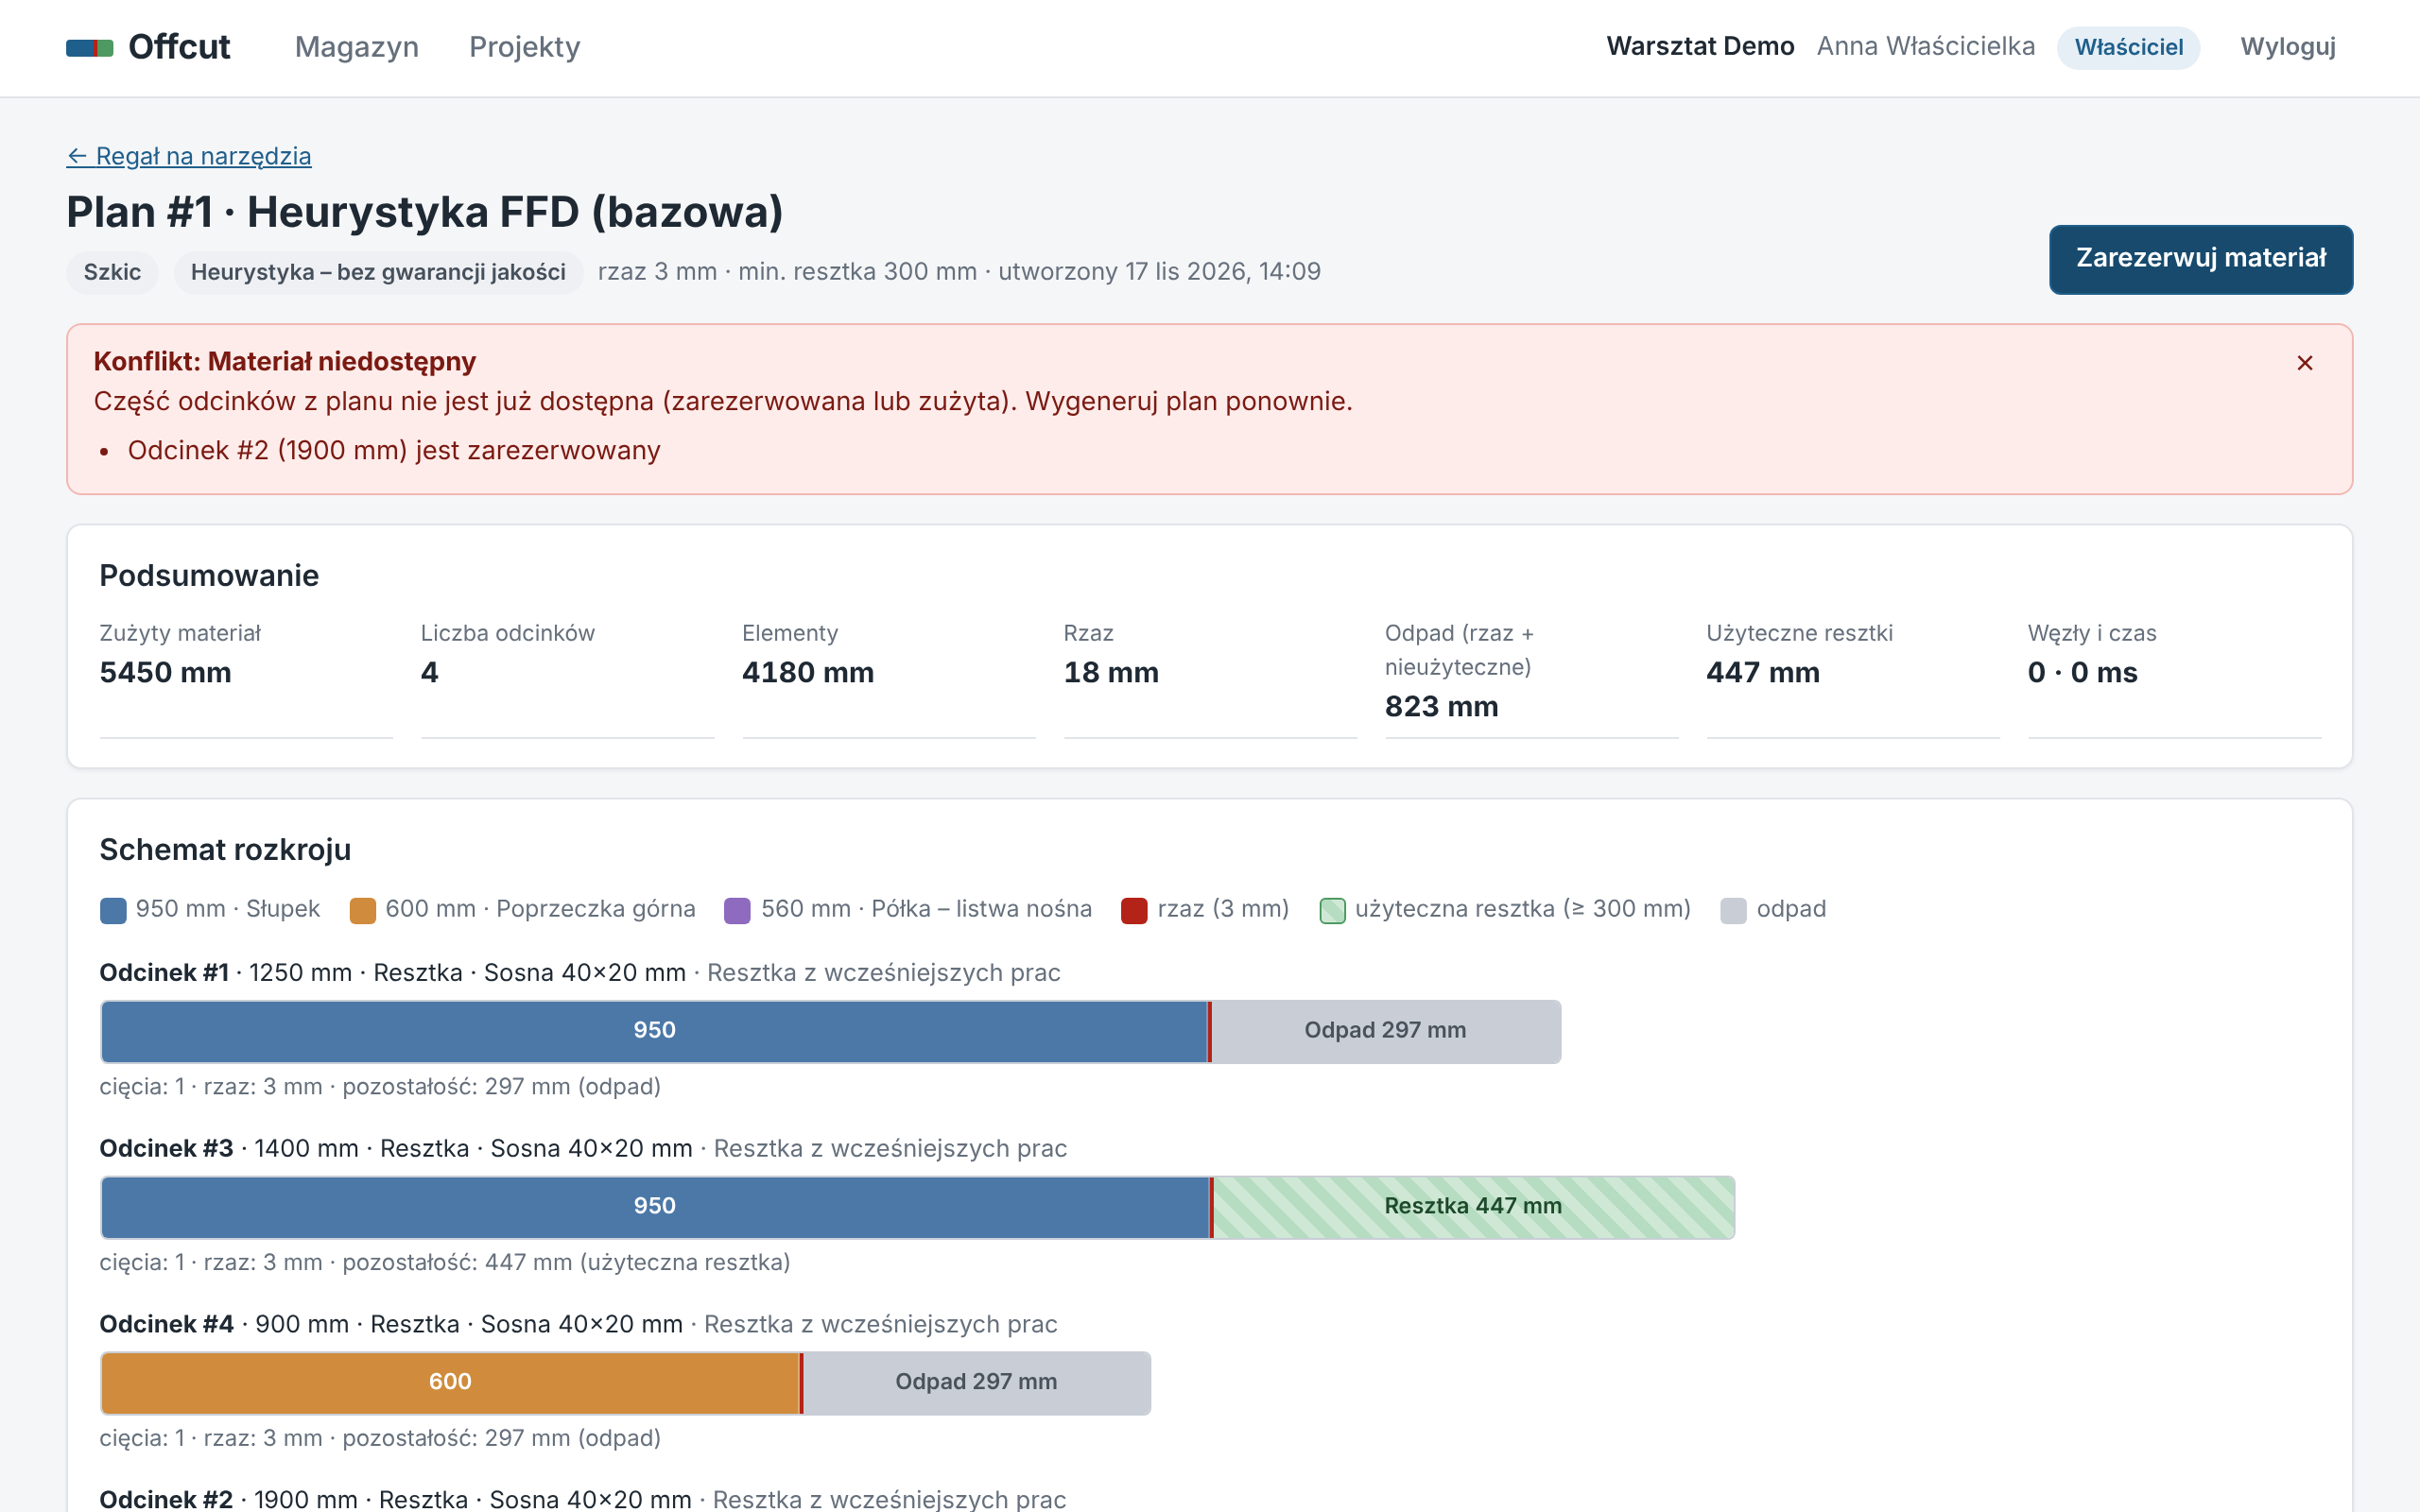 Offcut Magazyn Projekty Warsztat Demo Anna Właścicielka Właściciel Wyloguj
← Regał na narzędzia
Plan #1 · Heurystyka FFD (bazowa)
Szkic Heurystyka – bez gwarancji jakości rzaz 3 mm · min. resztka 300 mm · utworzony 17 lis 2026, 14:09
Zarezerwuj materiał
Konflikt: Materiał niedostępny ×
Część odcinków z planu nie jest już dostępna (zarezerwowana lub zużyta). Wygeneruj plan ponownie.
• Odcinek #2 (1900 mm) jest zarezerwowany
Podsumowanie
Zużyty materiał
5450 mm
Liczba odcinków
4
Elementy
4180 mm
Rzaz
18 mm
Odpad (rzaz +
nieużyteczne)
823 mm
Użyteczne resztki
447 mm
Węzły i czas
0 · 0 ms
Schemat rozkroju
950 mm · Słupek 600 mm · Poprzeczka górna 560 mm · Półka – listwa nośna rzaz (3 mm) użyteczna resztka (≥ 300 mm) odpad
Odcinek #1 · 1250 mm · Resztka · Sosna 40×20 mm · Resztka z wcześniejszych prac
950 Odpad 297 mm
cięcia: 1 · rzaz: 3 mm · pozostałość: 297 mm (odpad)
Odcinek #3 · 1400 mm · Resztka · Sosna 40×20 mm · Resztka z wcześniejszych prac
950 Resztka 447 mm
cięcia: 1 · rzaz: 3 mm · pozostałość: 447 mm (użyteczna resztka)
Odcinek #4 · 900 mm · Resztka · Sosna 40×20 mm · Resztka z wcześniejszych prac
600 Odpad 297 mm
cięcia: 1 · rzaz: 3 mm · pozostałość: 297 mm (odpad)
Odcinek #2 · 1900 mm · Resztka · Sosna 40×20 mm · Resztka z wcześniejszych prac